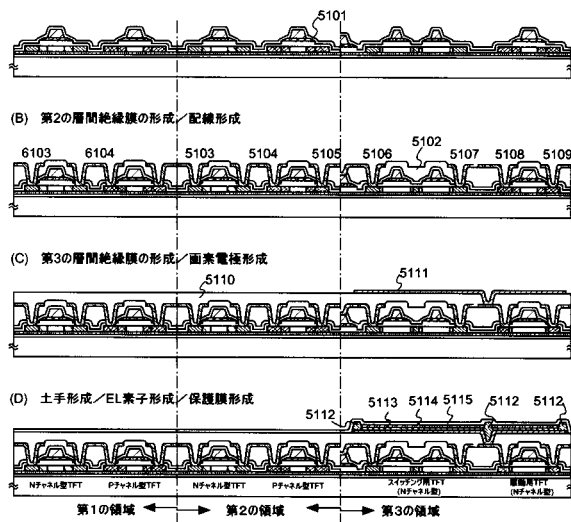 5101
(B) 第2の層間絶縁膜の形成／配線形成
6103 6104 5103 5104 5105 5106 5102 5107 5108 5109
(C) 第3の層間絶縁膜の形成／画素電極形成
5110 5111
(D) 土手形成／EL素子形成／保護膜形成
5112 5113 5114 5115 5112 5112
Nチャネル型TFT Pチャネル型TFT Nチャネル型TFT Pチャネル型TFT スイッチング用TFT (Nチャネル型) 駆動用TFT (Nチャネル型)
第1の領域 第2の領域 第3の領域